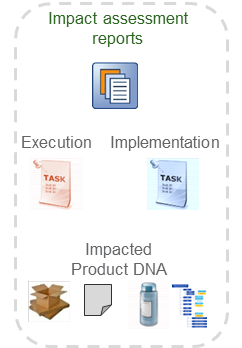 Impact assessment
reports
Execution Implementation
TASK TASK
Impacted
Product DNA